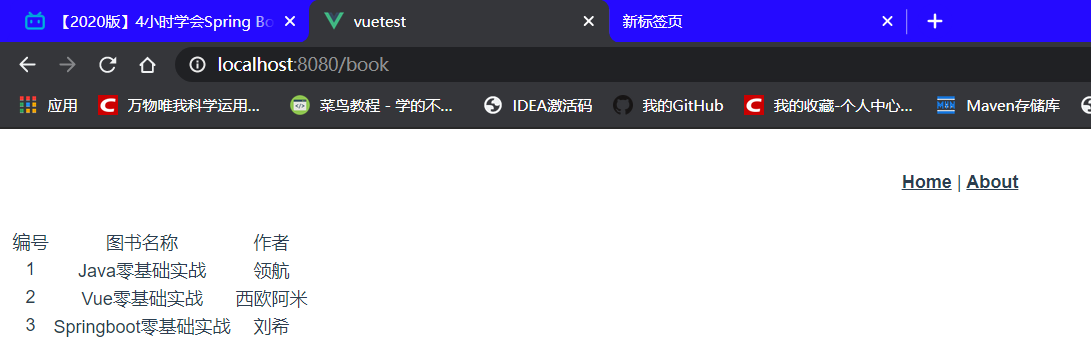 【2020版】4小时学会Spring Bo
vuetest
新标签页
localhost:8080/book
应用 万物唯我科学运用... 菜鸟教程 - 学的不... IDEA激活码 我的GitHub 我的收藏-个人中心... Maven存储库
Home | About
编号 图书名称 作者
1 Java零基础实战 领航
2 Vue零基础实战 西欧阿米
3 Springboot零基础实战 刘希